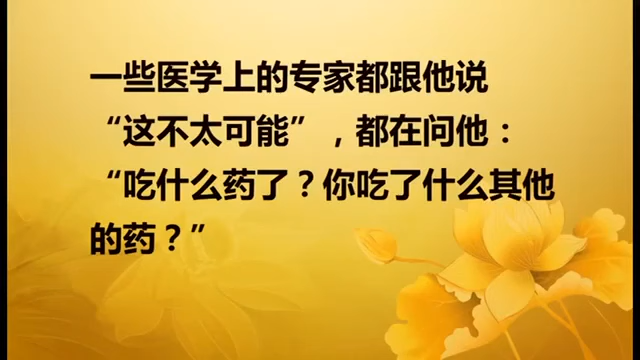 一些医学上的专家都跟他说
“这不太可能”，都在问他：
“吃什么药了？你吃了什么其他
的药？”